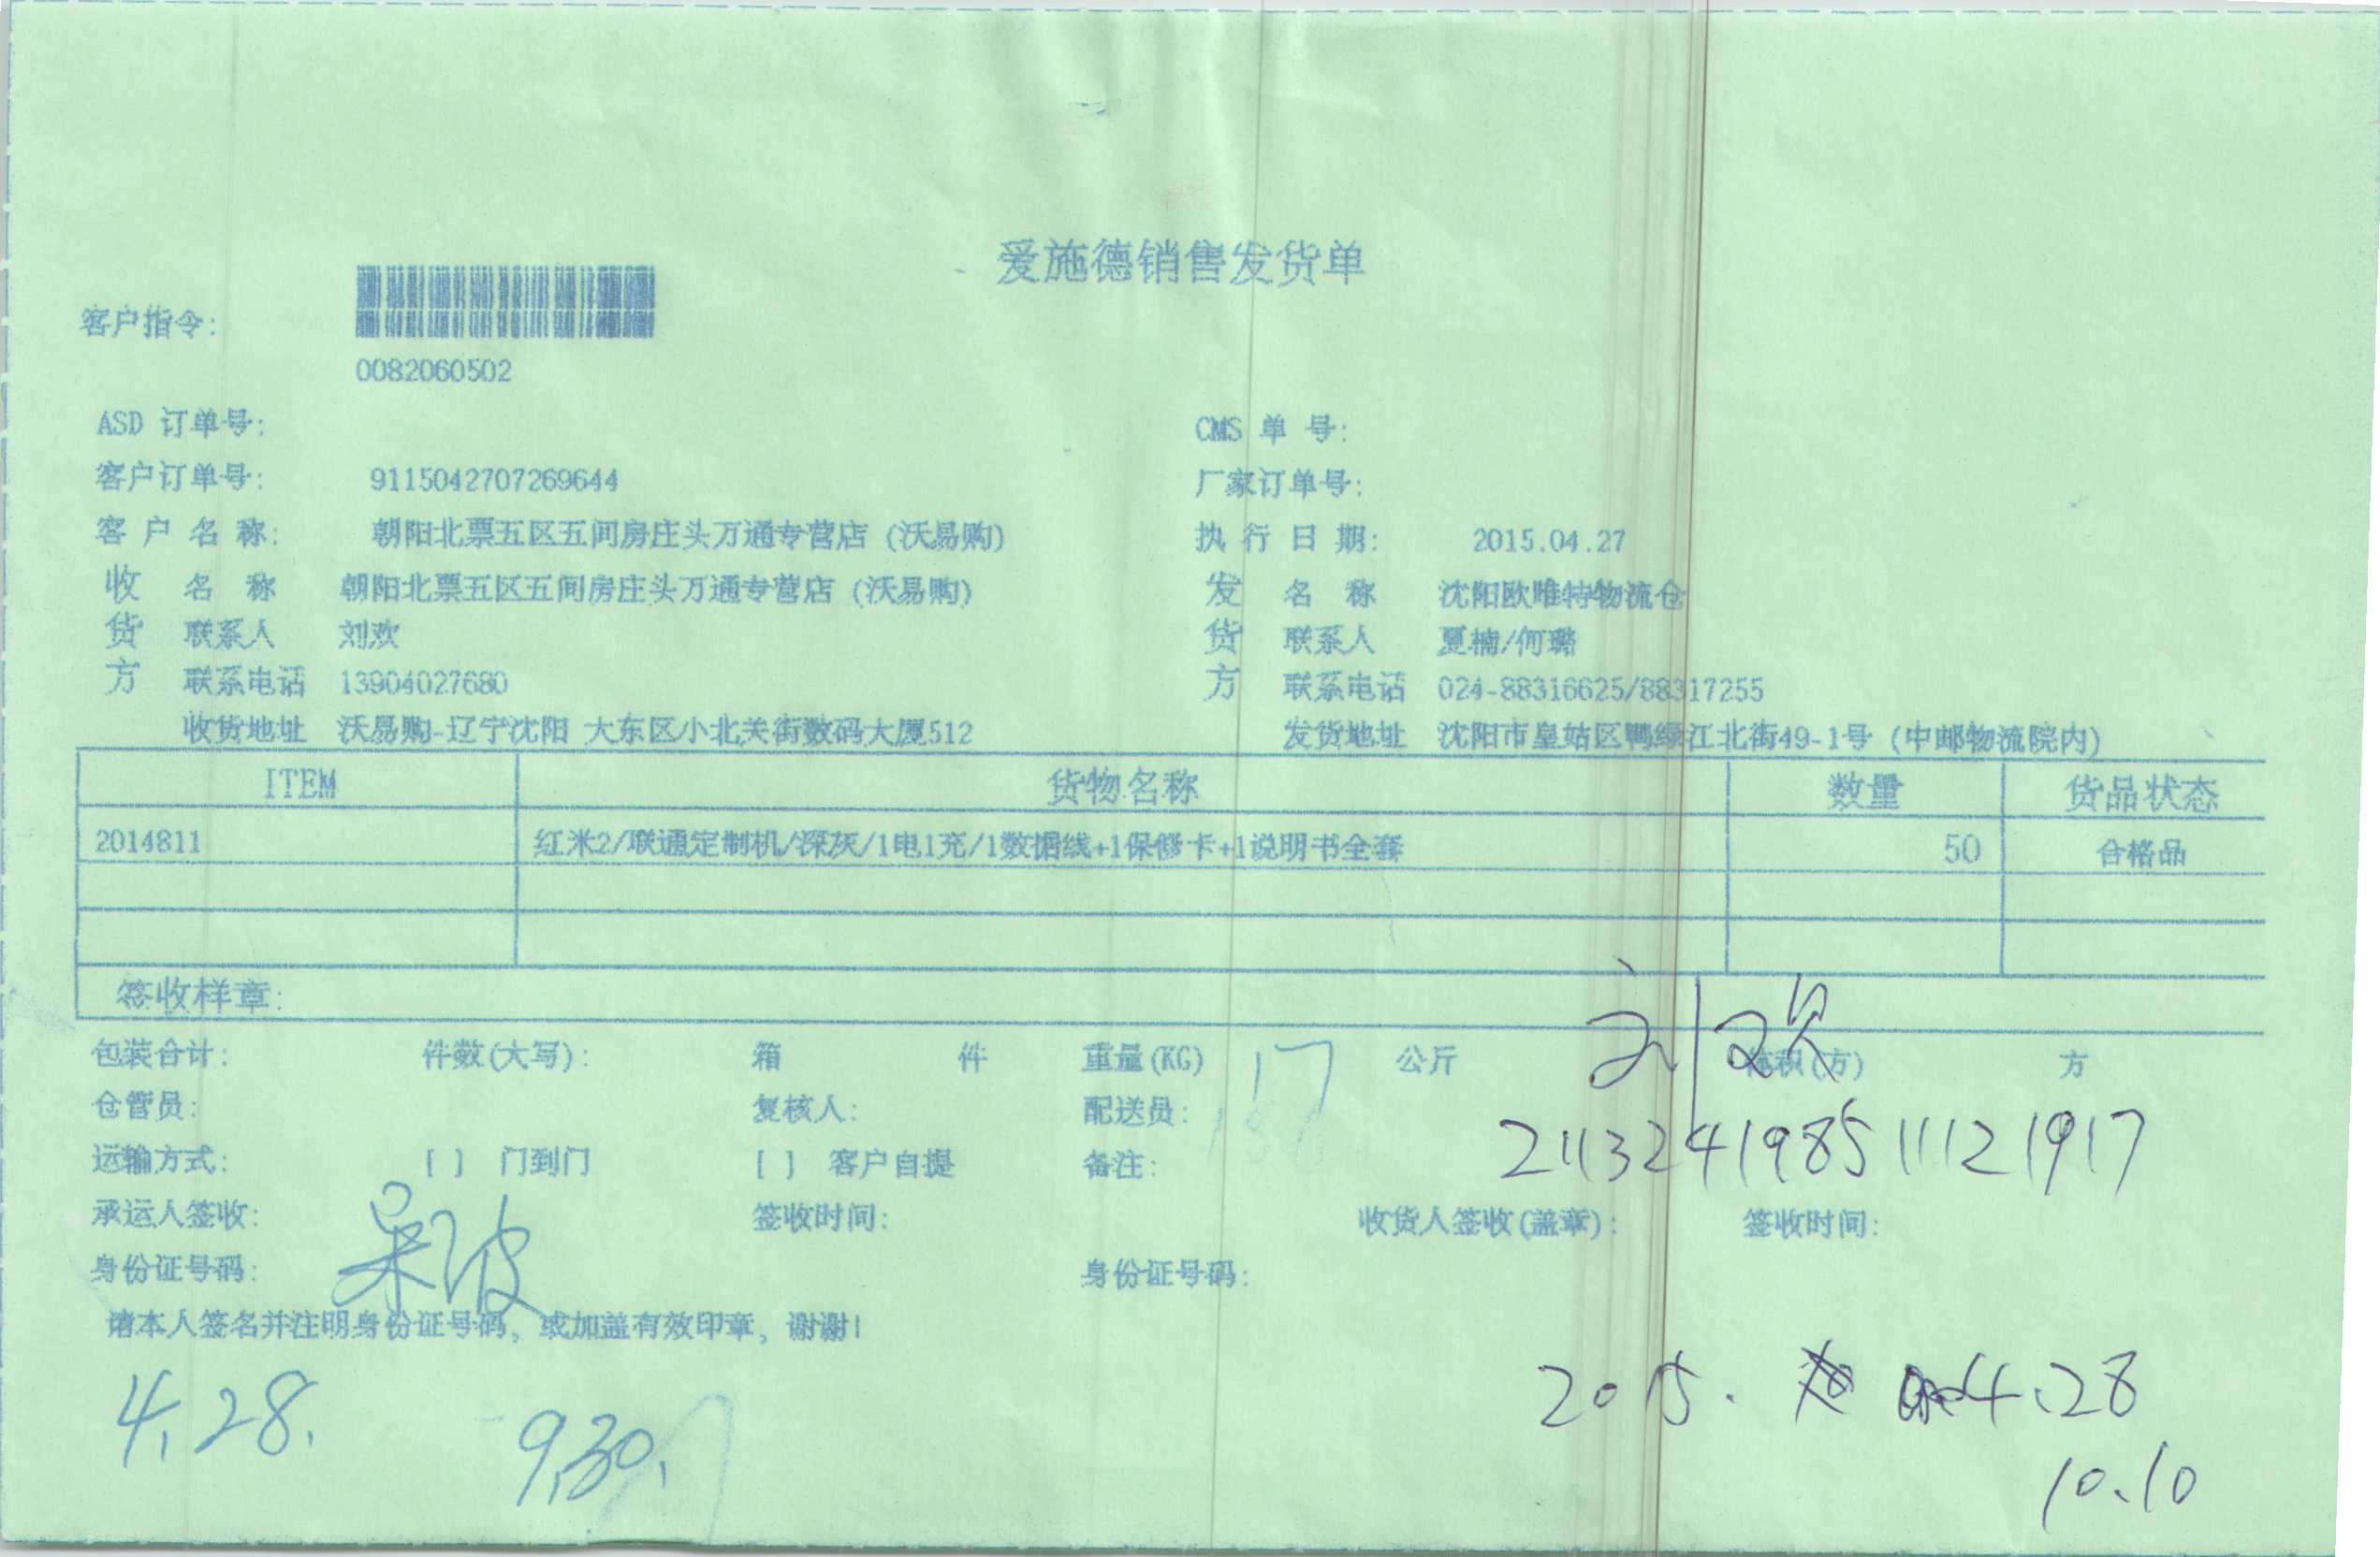 爱施德销售发货单
客户指令:
0082060502
ASD 订单号: CMS 单 号:
客户订单号: 9115042707269644 厂家订单号:
客 户 名 称: 朝阳北票五区五间房庄头万通专营店 (沃易购) 执 行 日 期: 2015.04.27
收 名 称 朝阳北票五区五间房庄头万通专营店 (沃易购) 发 名 称 沈阳欧唯特物流仓
货 联系人 刘欢 货 联系人 夏楠/何璐
方 联系电话 13904027680 方 联系电话 024-88316625/88317255
收货地址 沃易购-辽宁沈阳 大东区小北关街数码大厦512 发货地址 沈阳市皇姑区鸭绿江北街49-1号 (中邮物流院内)
ITEM 货物名称 数量 货品状态
2014811 红米2/联通定制机/深灰/1电1充/1数据线+1保修卡+1说明书全套 50 合格品
签收样章:
刘欢
包装合计: 件数(大写): 箱 件 重量(KG) 17 公斤 体积(方) 方
仓管员: 复核人: 配送员:
211324198511121917
运输方式: [ ] 门到门 [ ] 客户自提 备注:
承运人签收: 签收时间: 收货人签收(盖章): 签收时间:
身份证号码: 身份证号码:
请本人签名并注明身份证号码, 或加盖有效印章, 谢谢!
4.28. 9.30. 2015. 4.28
10.10